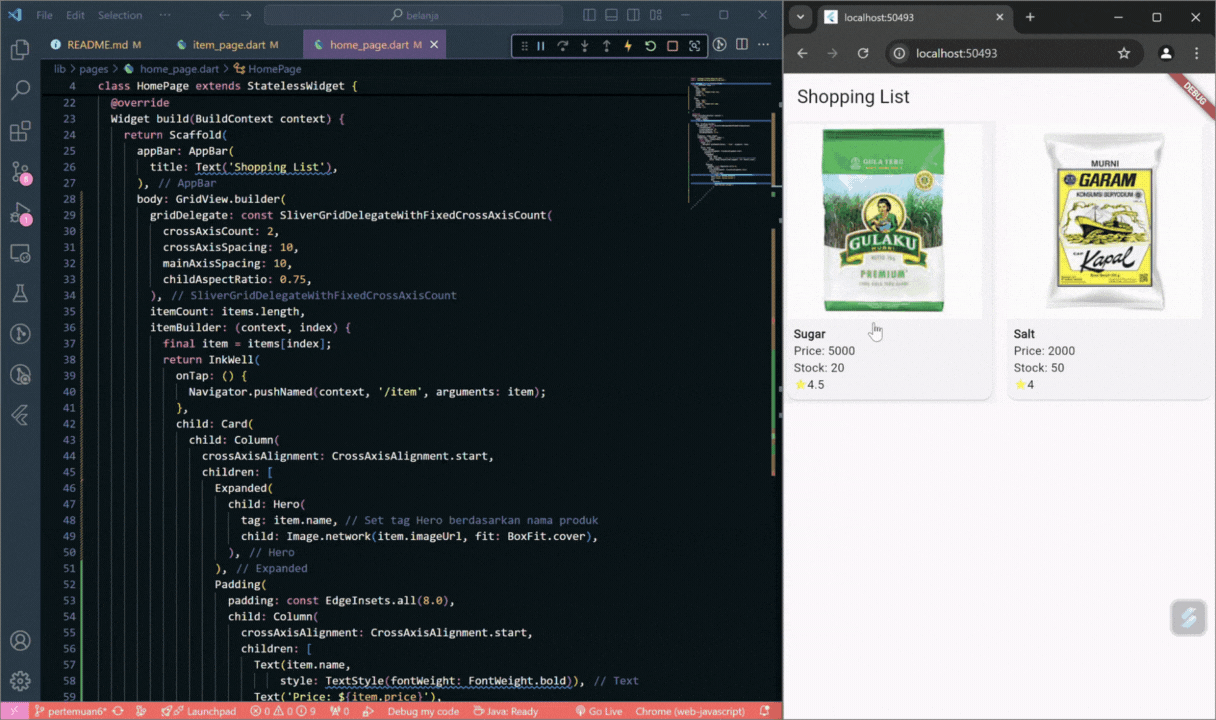 File Edit Selection ··· belanja
README.md M item_page.dart M home_page.dart M
lib > pages > home_page.dart > HomePage
4 class HomePage extends StatelessWidget {
22 @override
23 Widget build(BuildContext context) {
24 return Scaffold(
25 appBar: AppBar(
26 title: Text('Shopping List'),
27 ), // AppBar
28 body: GridView.builder(
29 gridDelegate: const SliverGridDelegateWithFixedCrossAxisCount(
30 crossAxisCount: 2,
31 crossAxisSpacing: 10,
32 mainAxisSpacing: 10,
33 childAspectRatio: 0.75,
34 ), // SliverGridDelegateWithFixedCrossAxisCount
35 itemCount: items.length,
36 itemBuilder: (context, index) {
37 final item = items[index];
38 return InkWell(
39 onTap: () {
40 Navigator.pushNamed(context, '/item', arguments: item);
41 },
42 child: Card(
43 child: Column(
44 crossAxisAlignment: CrossAxisAlignment.start,
45 children: [
46 Expanded(
47 child: Hero(
48 tag: item.name, // Set tag Hero berdasarkan nama produk
49 child: Image.network(item.imageUrl, fit: BoxFit.cover),
50 ), // Hero
51 ), // Expanded
52 Padding(
53 padding: const EdgeInsets.all(8.0),
54 child: Column(
55 crossAxisAlignment: CrossAxisAlignment.start,
56 children: [
57 Text(item.name,
58 style: TextStyle(fontWeight: FontWeight.bold)), // Text
59 Text('Price: ${item.price}'),
pertemuan6* Launchpad 0 0 9 0 Debug my code Java: Ready Go Live Chrome (web-javascript)
6
1
localhost:50493
localhost:50493
DEBUG
Shopping List
GULA TEBU
GULAKU
MURNI
PREMIUM
Sugar
Price: 5000
Stock: 20
4.5
MURNI
GARAM
KONSUMSI BERYODIUM
Kapal
Salt
Price: 2000
Stock: 50
4